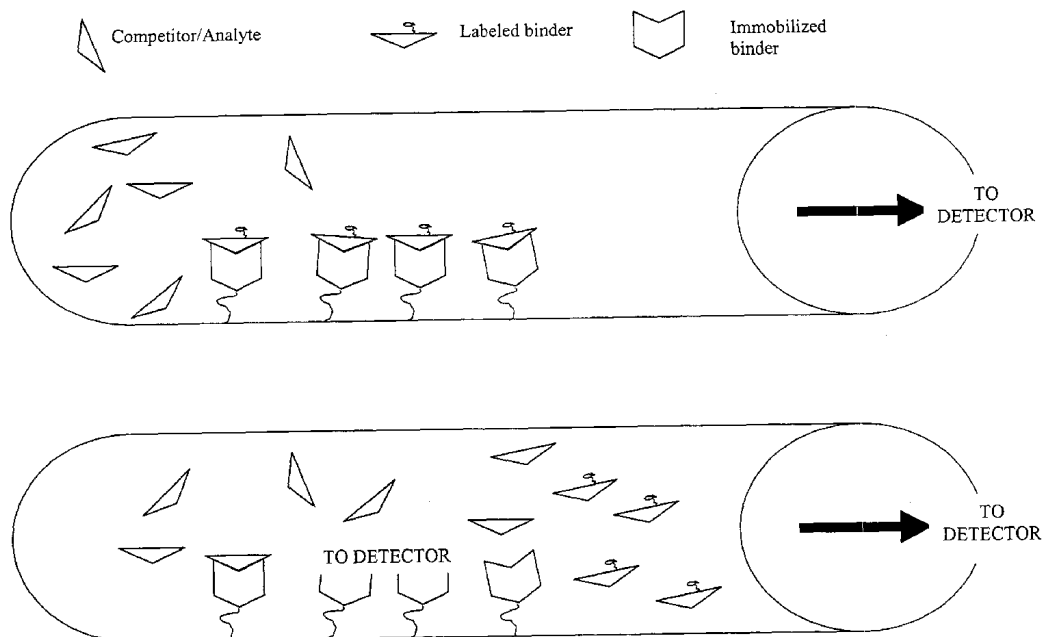 Competitor/Analyte
Labeled binder
Immobilized
binder
TO
DETECTOR
TO
DETECTOR
TO DETECTOR